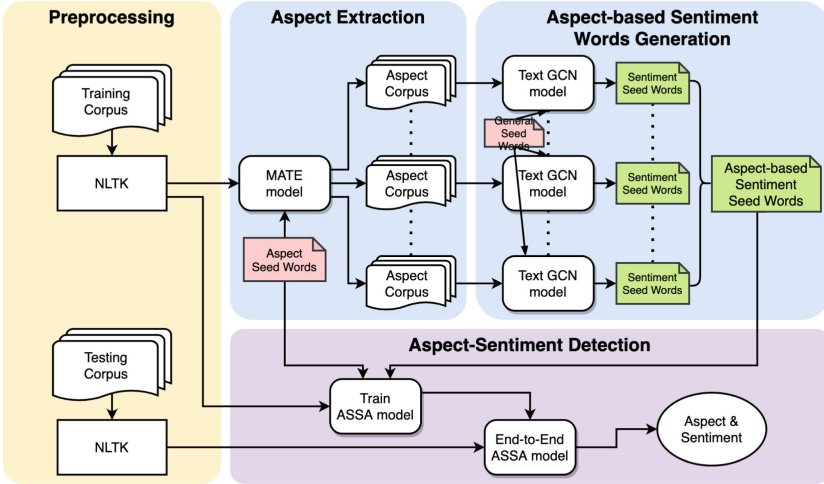 Preprocessing
Training
Corpus
NLTK
Testing
Corpus
NLTK
Aspect Extraction
MATE
model
Aspect
Seed Words
Aspect
Corpus
Aspect
Corpus
Aspect
Corpus
Aspect-based Sentiment
Words Generation
Text GCN
model
General
Seed
Words
Text GCN
model
Text GCN
model
Sentiment
Seed Words
Sentiment
Seed Words
Sentiment
Seed Words
Aspect-based
Sentiment
Seed Words
Aspect-Sentiment Detection
Train
ASSA model
End-to-End
ASSA model
Aspect &
Sentiment